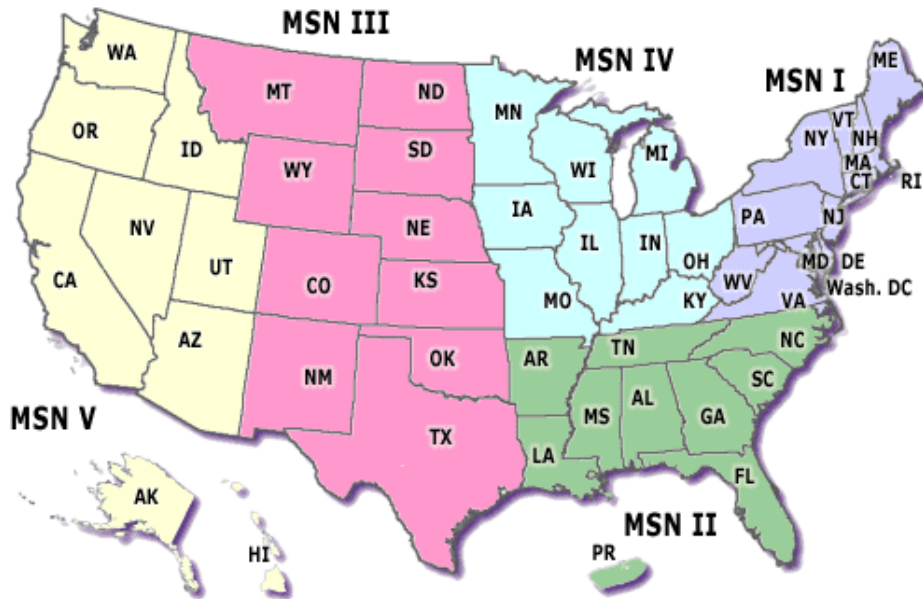 MSN III
MSN IV
MSN I
ME
WA
MT
ND
MN
VT
NY
NH
OR
ID
SD
WI
MI
MA
CT
RI
WY
IA
PA
NJ
NV
NE
IL
IN
OH
MD
DE
CA
UT
CO
KS
MO
KY
WV
Wash. DC
VA
AZ
NM
OK
AR
TN
NC
SC
MSN V
TX
MS
AL
GA
LA
FL
AK
HI
MSN II
PR